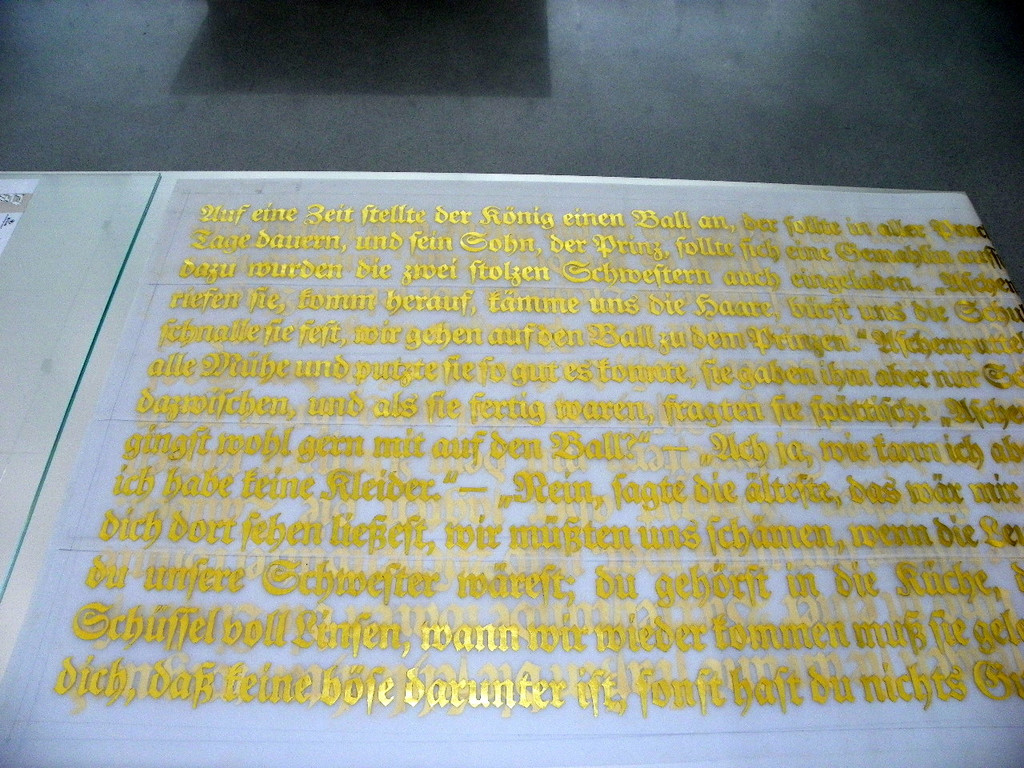 Auf eine Zeit stellte der König einen Ball an, der sollte in aller
Tage dauern, und sein Sohn, der Prinz, sollte sich eine Gemahlin
dazu wurden die zwei stolzen Schwestern auch eingeladen.
riefen sie, komm herauf, kämme uns die Haare, bürst uns die
schnalle sie fest, wir gehen auf den Ball zu dem Prinzen.“
alle Mühe und putzte sie so gut es konnte, sie gaben ihm aber nur
dazwischen, und als sie fertig waren, fragten sie spöttisch:
gingst wohl gern mit auf den Ball?“ — „Ach ja, wie kann ich
ich habe keine Kleider.“ — „Nein, sagte die älteste, das wär mir
dich dort sehen ließest, wir müßten uns schämen, wenn die
du unsere Schwester wärest; du gehörst in die Küche,
Schüssel voll Linsen, wann wir wieder kommen muß sie
dich, daß keine böse darunter ist, sonst hast du nichts